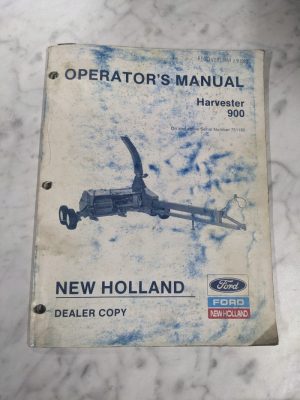 OPERATOR'S MANUAL
Harvester
900
NEW HOLLAND
DEALER COPY
Ford
FORD
NEW HOLLAND